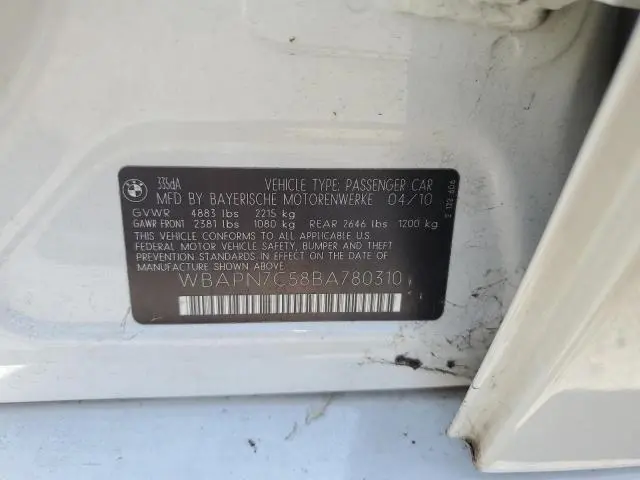 BMW
335dA VEHICLE TYPE: PASSENGER CAR
MFD BY BAYERISCHE MOTORENWERKE 04/10
GVWR 4883 lbs 2215 kg
GAWR FRONT 2381 lbs 1080 kg REAR 2646 lbs 1200 kg
THIS VEHICLE CONFORMS TO ALL APPLICABLE U.S.
FEDERAL MOTOR VEHICLE SAFETY, BUMPER AND THEFT
PREVENTION STANDARDS IN EFFECT ON THE DATE OF
MANUFACTURE SHOWN ABOVE.
WBAPN7C58BA780310